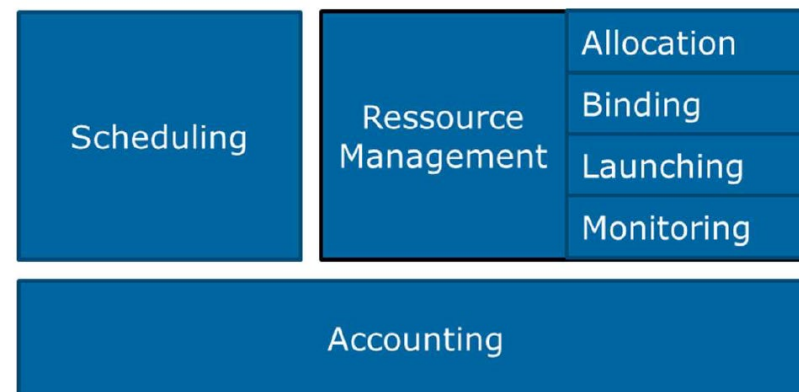 Scheduling
Ressource
Management
Allocation
Binding
Launching
Monitoring
Accounting